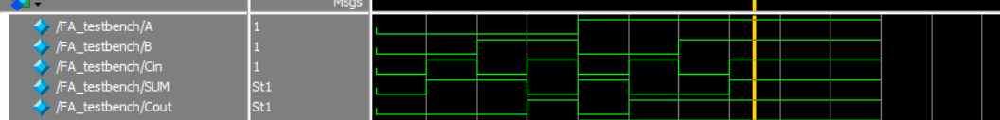 Msgs
/FA_testbench/A 1
/FA_testbench/B 1
/FA_testbench/Cin 1
/FA_testbench/SUM St1
/FA_testbench/Cout St1